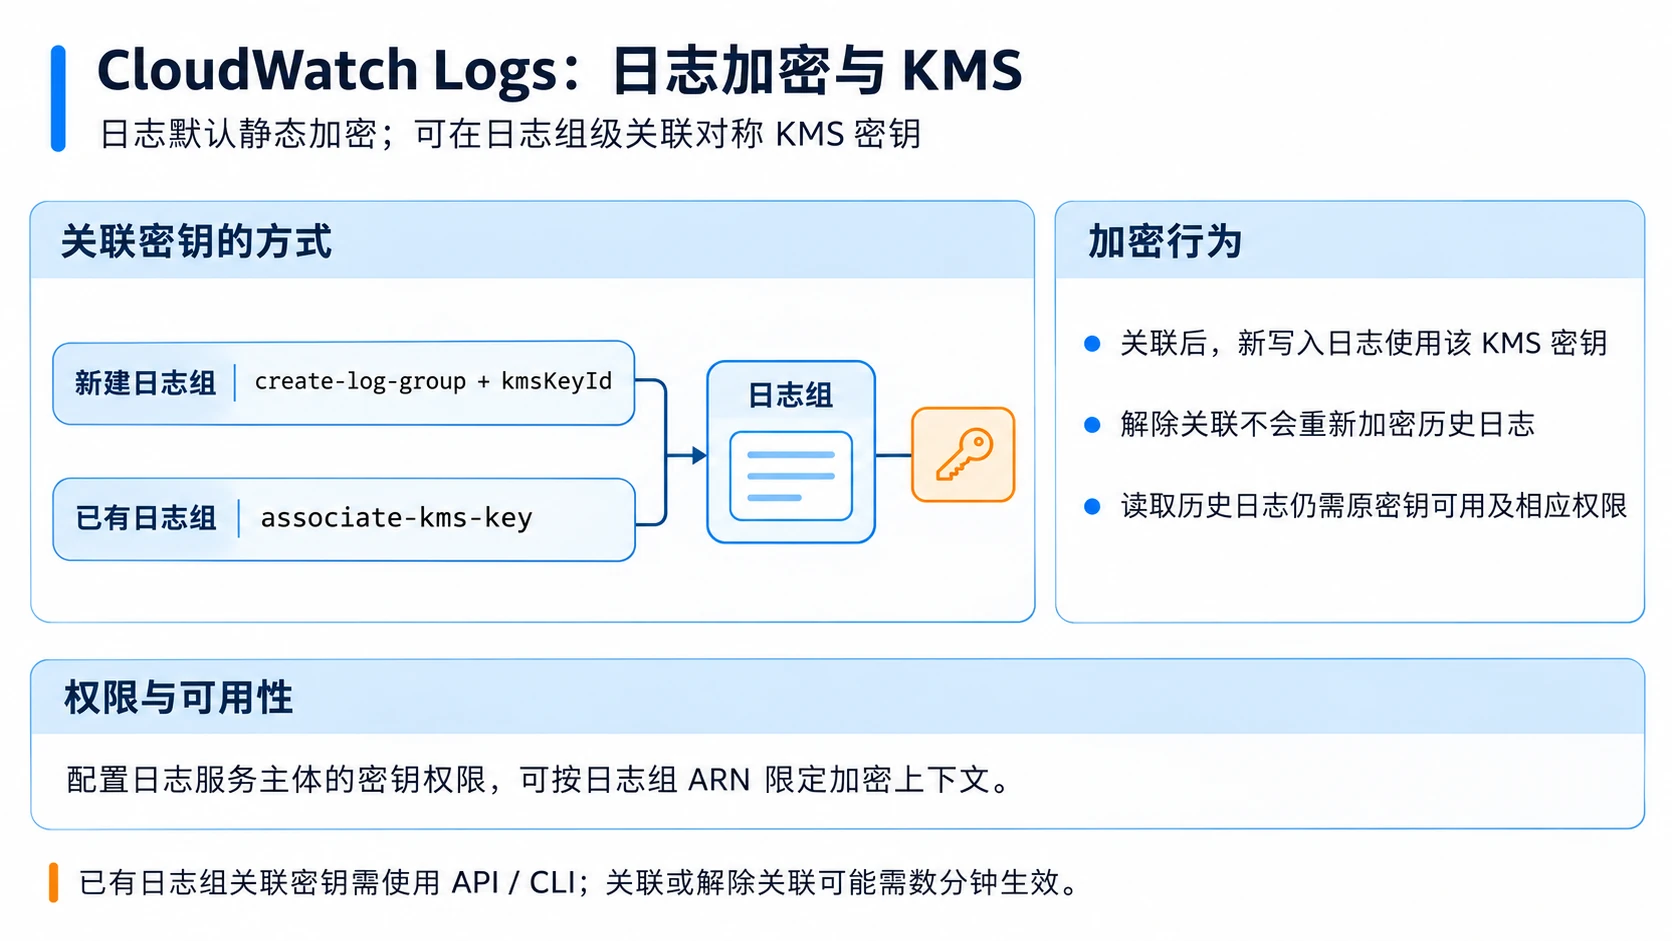 CloudWatch Logs：日志加密与 KMS
日志默认静态加密；可在日志组级关联对称 KMS 密钥
关联密钥的方式
新建日志组 create-log-group + kmsKeyId
已有日志组 associate-kms-key
日志组
加密行为
关联后，新写入日志使用该 KMS 密钥
解除关联不会重新加密历史日志
读取历史日志仍需原密钥可用及相应权限
权限与可用性
配置日志服务主体的密钥权限，可按日志组 ARN 限定加密上下文。
已有日志组关联密钥需使用 API / CLI；关联或解除关联可能需数分钟生效。